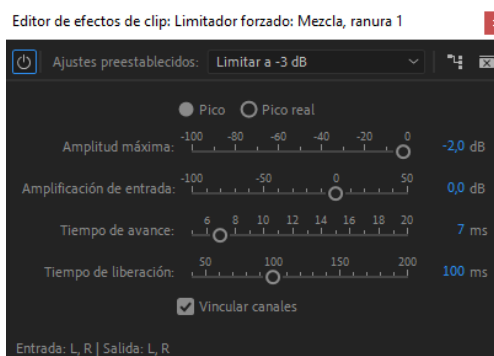 Editor de efectos de clip: Limitador forzado: Mezcla, ranura 1
Ajustes preestablecidos: Limitar a -3 dB
Pico Pico real
-100 -80 -60 -40 -20 0
Amplitud máxima: -2,0 dB
-100 -50 0 50
Amplificación de entrada: 0,0 dB
6 8 10 12 14 16 18 20
Tiempo de avance: 7 ms
50 100 150 200
Tiempo de liberación: 100 ms
Vincular canales
Entrada: L, R | Salida: L, R